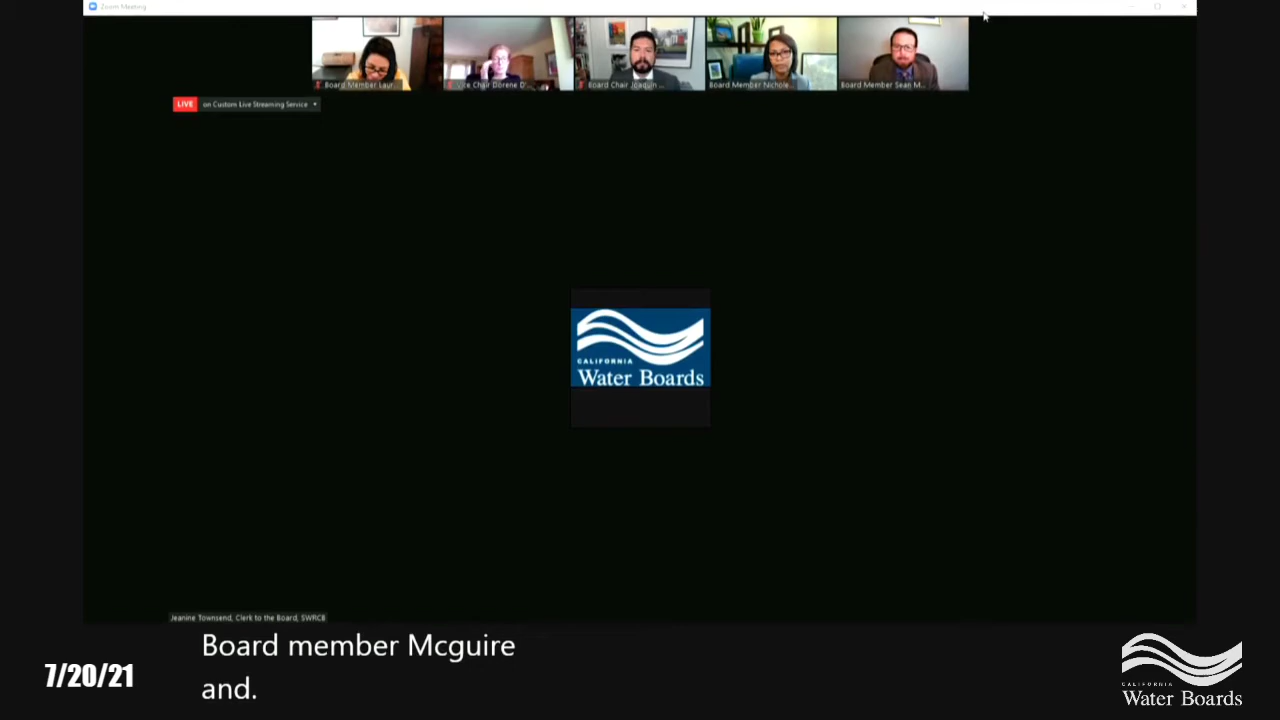 Zoom Meeting
Board Member Laur...
Vice Chair Dorene D'...
Board Chair Joaquin ...
Board Member Nichole...
Board Member Sean M...
LIVE
on Custom Live Streaming Service
CALIFORNIA
Water Boards
Jeanine Townsend, Clerk to the Board, SWRCB
Board member Mcguire
and.
7/20/21
CALIFORNIA
Water Boards